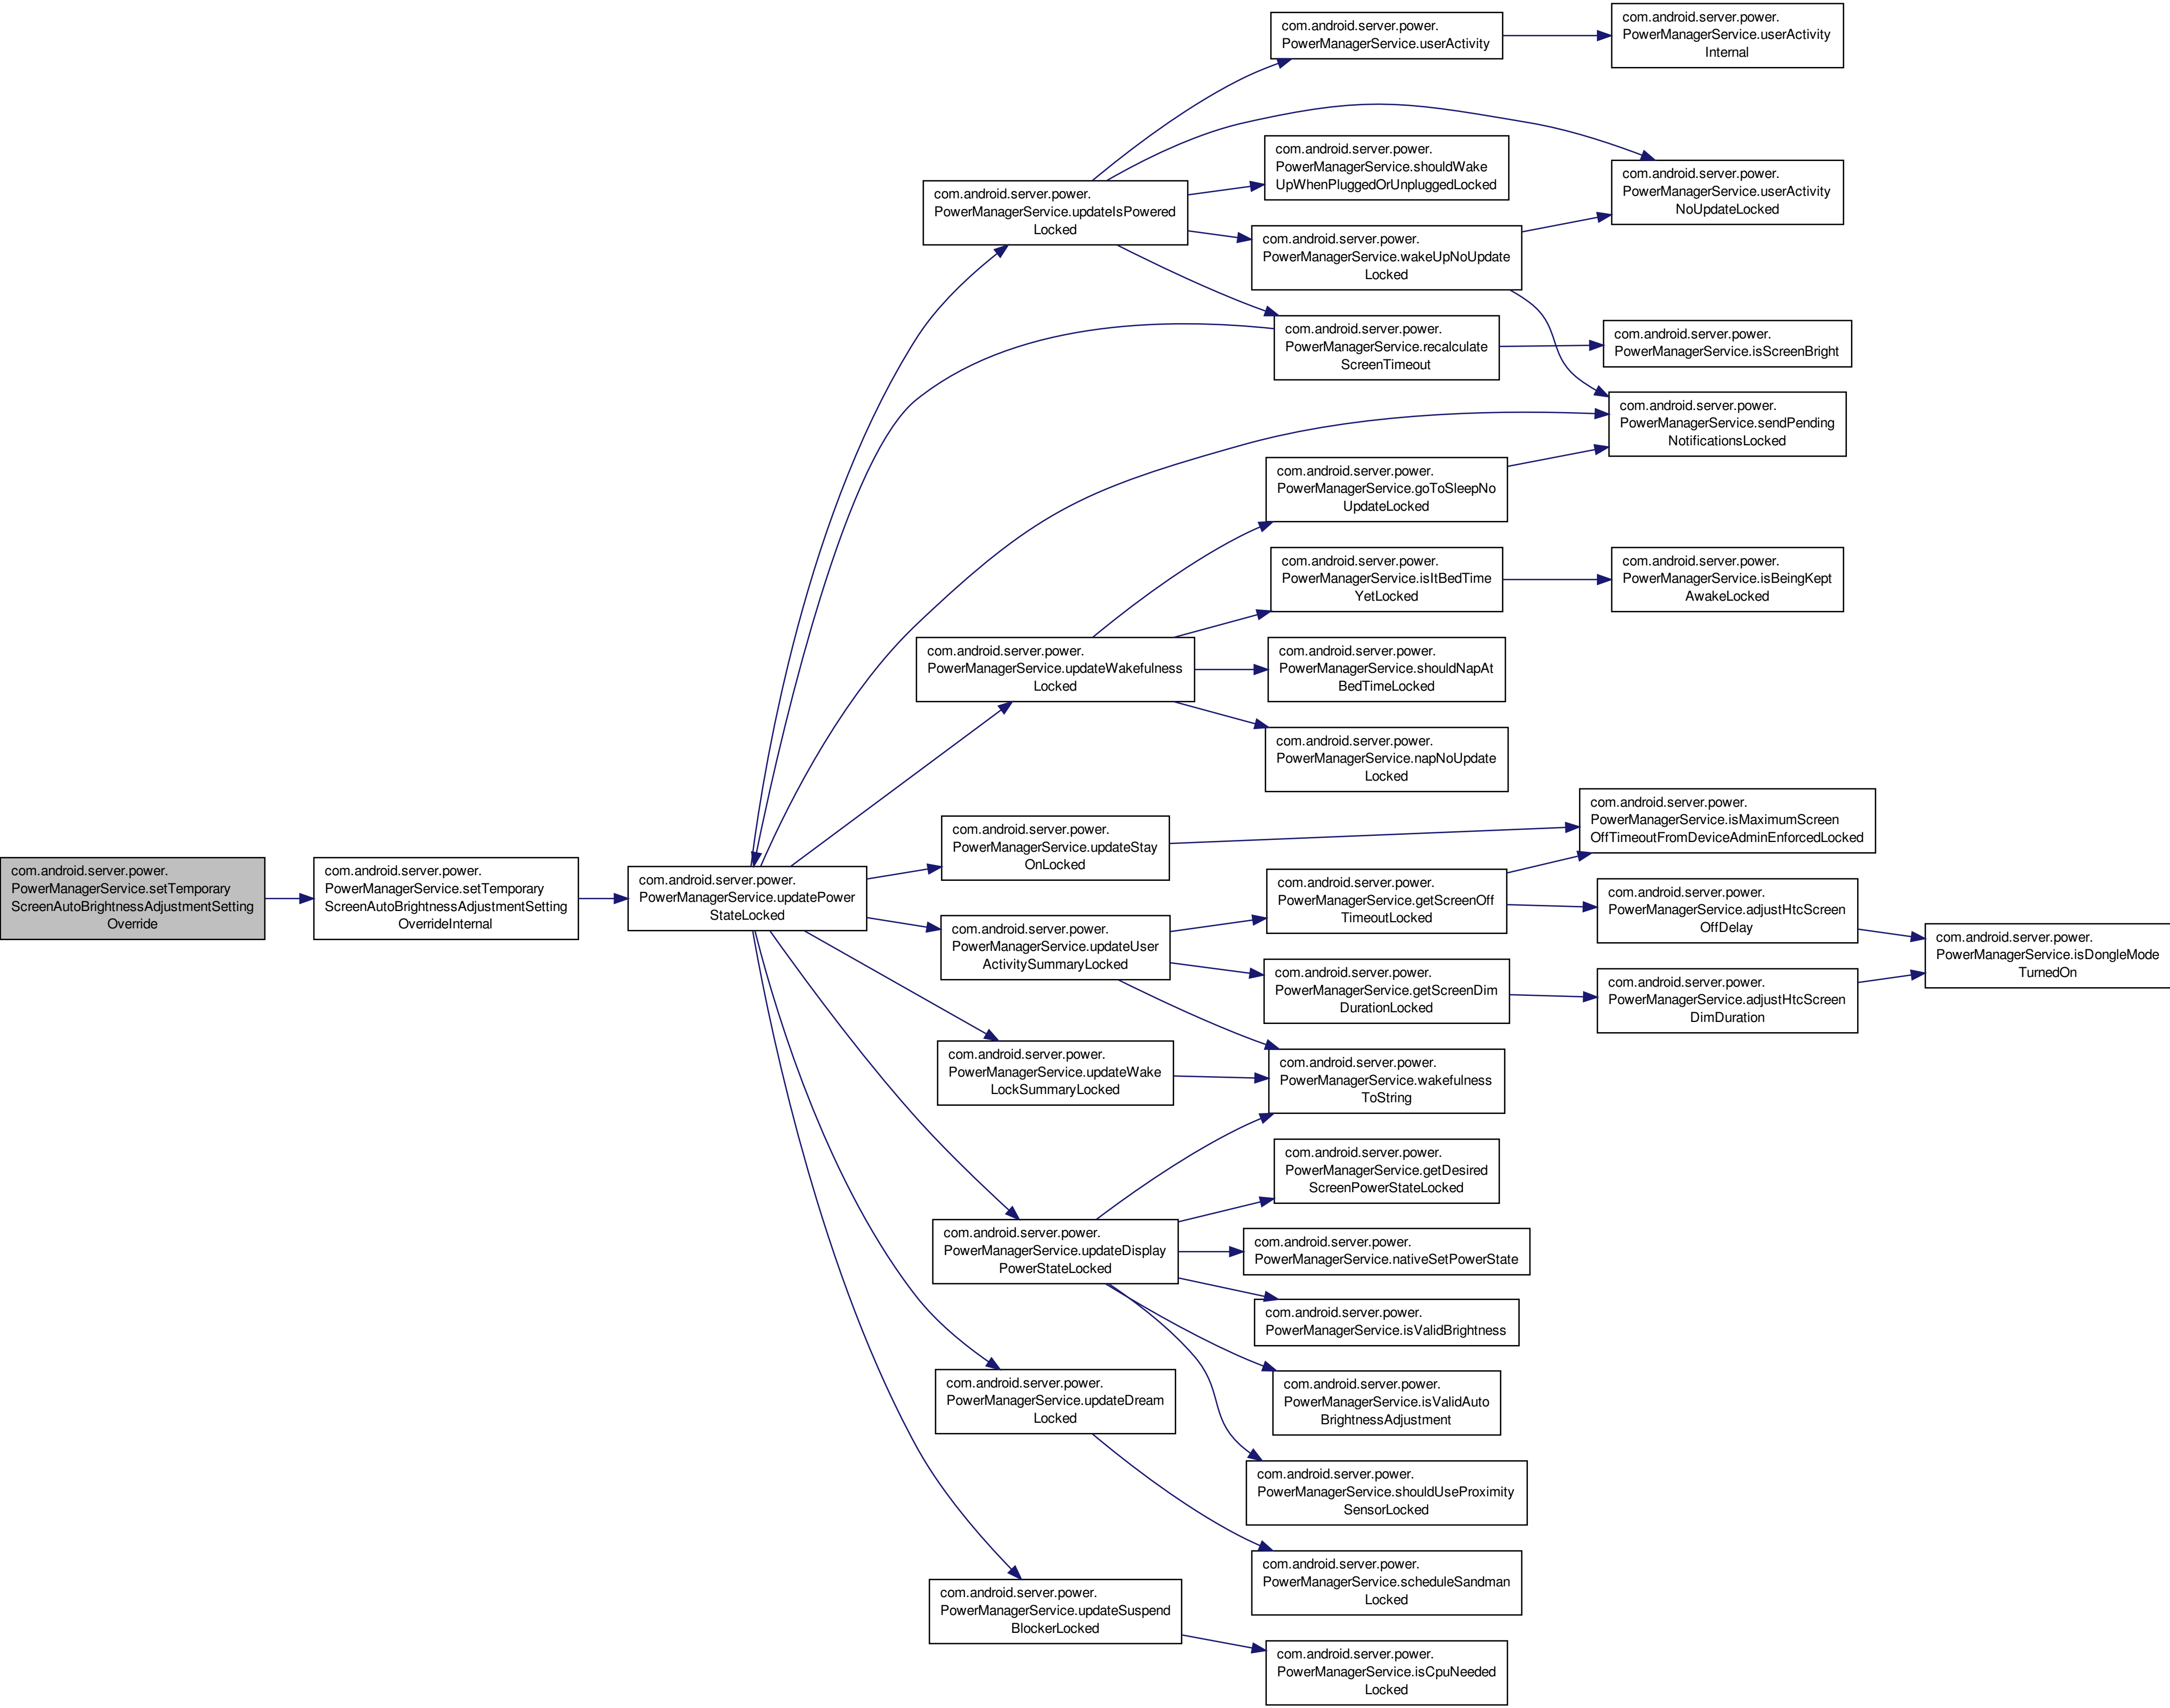 com.android.server.power.
PowerManagerService.setTemporary
ScreenAutoBrightnessAdjustmentSetting
Override
com.android.server.power.
PowerManagerService.setTemporary
ScreenAutoBrightnessAdjustmentSetting
OverrideInternal
com.android.server.power.
PowerManagerService.updatePower
StateLocked
com.android.server.power.
PowerManagerService.updateIsPowered
Locked
com.android.server.power.
PowerManagerService.updateWakefulness
Locked
com.android.server.power.
PowerManagerService.updateStay
OnLocked
com.android.server.power.
PowerManagerService.updateUser
ActivitySummaryLocked
com.android.server.power.
PowerManagerService.updateWake
LockSummaryLocked
com.android.server.power.
PowerManagerService.updateDisplay
PowerStateLocked
com.android.server.power.
PowerManagerService.updateDream
Locked
com.android.server.power.
PowerManagerService.updateSuspend
BlockerLocked
com.android.server.power.
PowerManagerService.userActivity
com.android.server.power.
PowerManagerService.shouldWake
UpWhenPluggedOrUnpluggedLocked
com.android.server.power.
PowerManagerService.wakeUpNoUpdate
Locked
com.android.server.power.
PowerManagerService.recalculate
ScreenTimeout
com.android.server.power.
PowerManagerService.goToSleepNo
UpdateLocked
com.android.server.power.
PowerManagerService.isItBedTime
YetLocked
com.android.server.power.
PowerManagerService.shouldNapAt
BedTimeLocked
com.android.server.power.
PowerManagerService.napNoUpdate
Locked
com.android.server.power.
PowerManagerService.getScreenOff
TimeoutLocked
com.android.server.power.
PowerManagerService.getScreenDim
DurationLocked
com.android.server.power.
PowerManagerService.wakefulness
ToString
com.android.server.power.
PowerManagerService.getDesired
ScreenPowerStateLocked
com.android.server.power.
PowerManagerService.nativeSetPowerState
com.android.server.power.
PowerManagerService.isValidBrightness
com.android.server.power.
PowerManagerService.isValidAuto
BrightnessAdjustment
com.android.server.power.
PowerManagerService.shouldUseProximity
SensorLocked
com.android.server.power.
PowerManagerService.scheduleSandman
Locked
com.android.server.power.
PowerManagerService.isCpuNeeded
Locked
com.android.server.power.
PowerManagerService.userActivity
Internal
com.android.server.power.
PowerManagerService.userActivity
NoUpdateLocked
com.android.server.power.
PowerManagerService.isScreenBright
com.android.server.power.
PowerManagerService.sendPending
NotificationsLocked
com.android.server.power.
PowerManagerService.isBeingKept
AwakeLocked
com.android.server.power.
PowerManagerService.isMaximumScreen
OffTimeoutFromDeviceAdminEnforcedLocked
com.android.server.power.
PowerManagerService.adjustHtcScreen
OffDelay
com.android.server.power.
PowerManagerService.adjustHtcScreen
DimDuration
com.android.server.power.
PowerManagerService.isDongleMode
TurnedOn